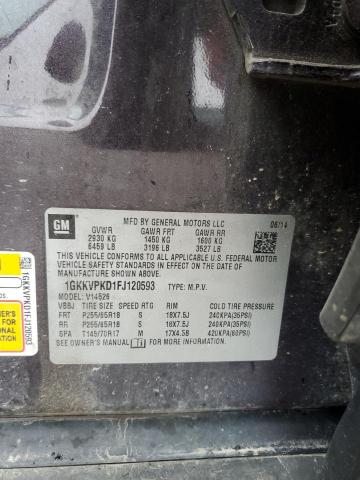 GM
MFD BY GENERAL MOTORS LLC 06/14
GVWR GAWR FRT GAWR RR
2930 KG 1450 KG 1600 KG
6459 LB 3196 LB 3527 LB
THIS VEHICLE CONFORMS TO ALL APPLICABLE U.S. FEDERAL MOTOR
VEHICLE SAFETY STANDARDS IN EFFECT ON THE DATE OF
MANUFACTURE SHOWN ABOVE.
1GKKVPKD1FJ120593 TYPE: M.P.V.
MODEL: V14526
VBBJ TIRE SIZE SPEED RTG RIM COLD TIRE PRESSURE
FRT P255/65R18 S 18X7.5J 240KPA(35PSI)
RR P255/65R18 S 18X7.5J 240KPA(35PSI)
SPA T145/70R17 M 17X4.5B 420KPA(60PSI)
SEE OWNER'S MANUAL FOR MORE INFORMATION.
1GKKVPKD1FJ120593